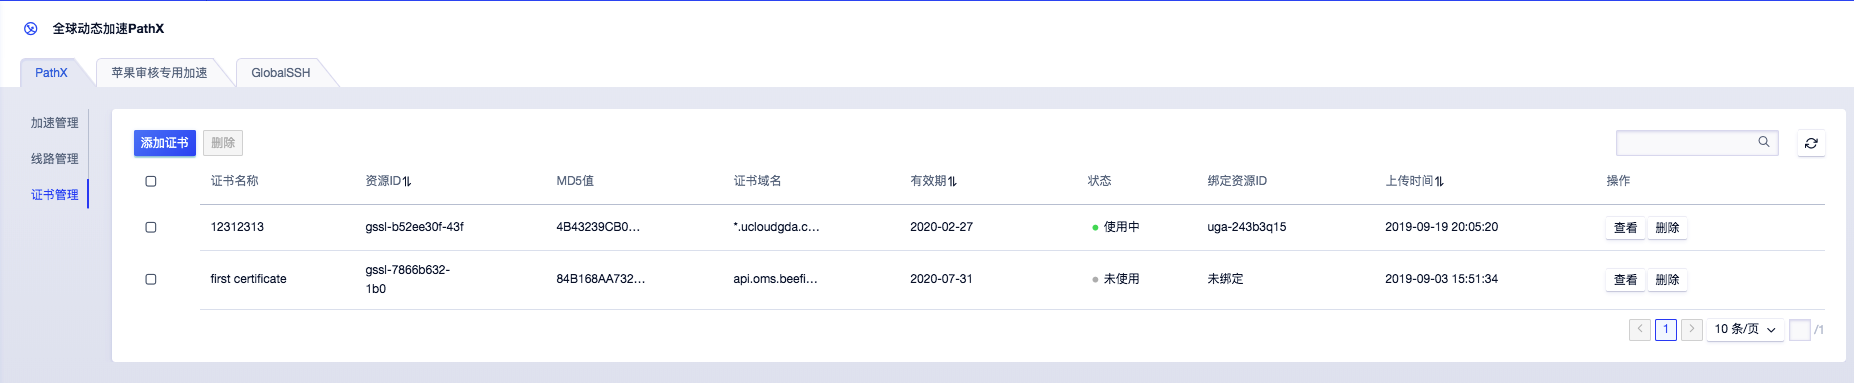 全球动态加速PathX
PathX
苹果审核专用加速
GlobalSSH
加速管理
线路管理
证书管理
添加证书
删除
证书名称
资源ID
MD5值
证书域名
有效期
状态
绑定资源ID
上传时间
操作
12312313
gssl-b52ee30f-43f
4B43239CB0...
*.ucloudgda.c...
2020-02-27
使用中
uga-243b3q15
2019-09-19 20:05:20
查看
删除
first certificate
gssl-7866b632-
1b0
84B168AA732...
api.oms.beefi...
2020-07-31
未使用
未绑定
2019-09-03 15:51:34
查看
删除
1
10 条/页
/1